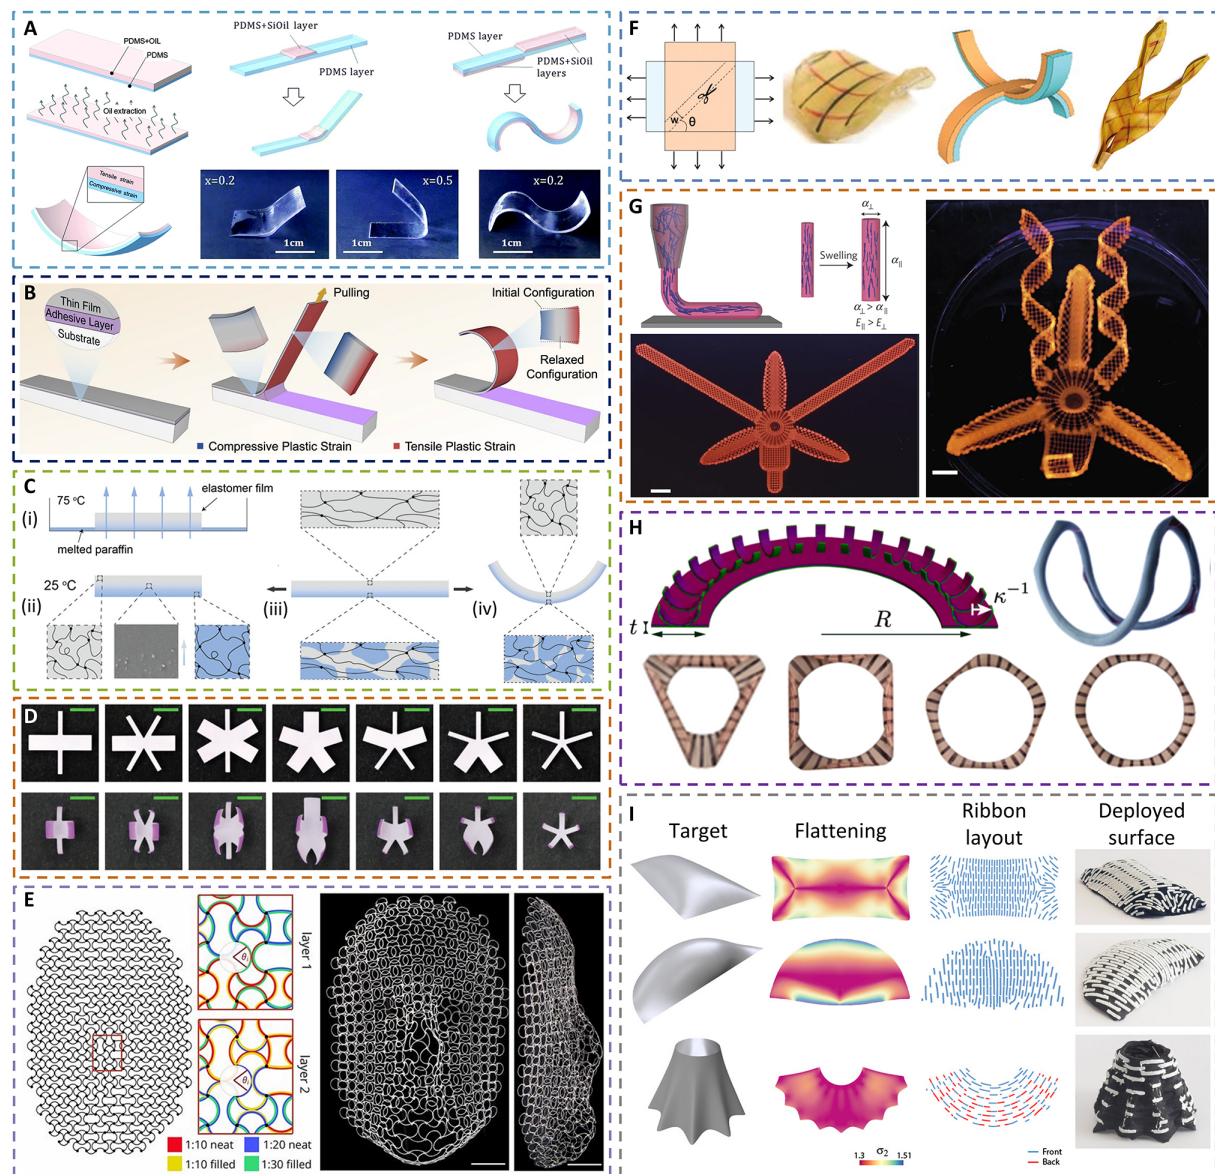 A
PDMS+OIL
PDMS
Oil extraction
Tensile strain
Compressive strain
PDMS+SiOil layer
PDMS layer
PDMS layer
PDMS+SiOil
layers
x=0.2
1cm
x=0.5
1cm
x=0.2
1cm
B
Thin Film
Adhesive Layer
Substrate
Pulling
Initial Configuration
Relaxed
Configuration
Compressive Plastic Strain
Tensile Plastic Strain
C
75 °C
elastomer film
(i)
melted paraffin
25 °C
(ii)
(iii)
(iv)
D
E
layer 1
θi
layer 2
θi
1:10 neat
1:20 neat
1:10 filled
1:30 filled
F
w
θ
G
Swelling
α⊥
α∥
α⊥ > α∥
E∥ > E⊥
H
t
R
κ⁻¹
I
Target
Flattening
Ribbon
layout
Deployed
surface
1.3
σ2
1.51
Front
Back